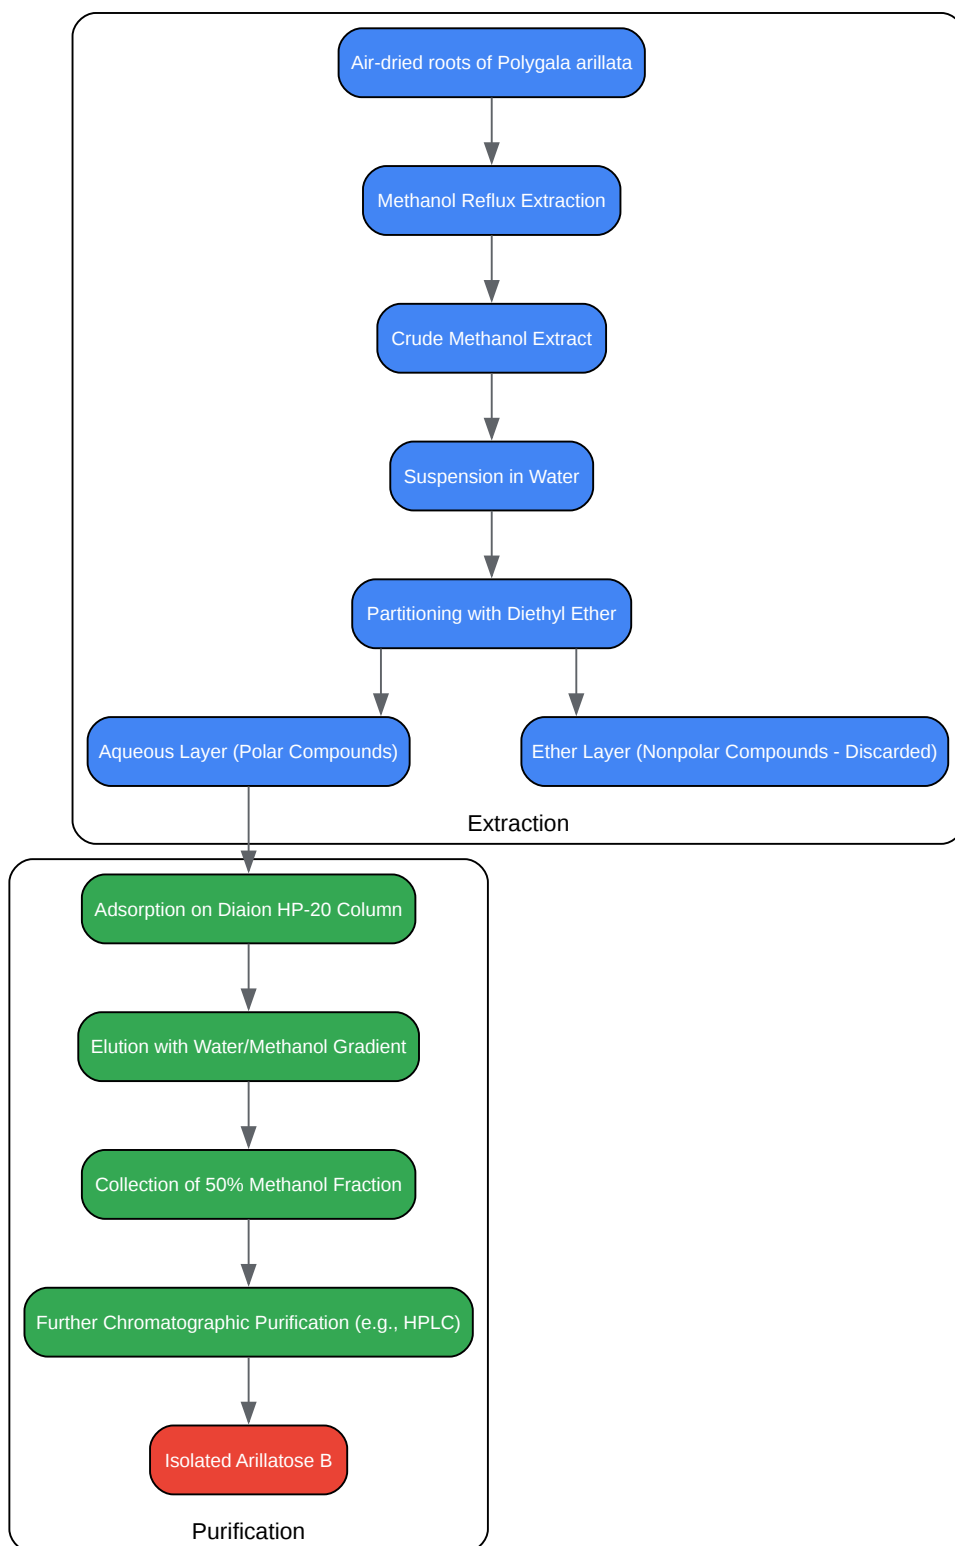 Air-dried roots of Polygala arillata
Methanol Reflux Extraction
Crude Methanol Extract
Suspension in Water
Partitioning with Diethyl Ether
Aqueous Layer (Polar Compounds)
Ether Layer (Nonpolar Compounds - Discarded)
Extraction
Adsorption on Diaion HP-20 Column
Elution with Water/Methanol Gradient
Collection of 50% Methanol Fraction
Further Chromatographic Purification (e.g., HPLC)
Isolated Arillatose B
Purification